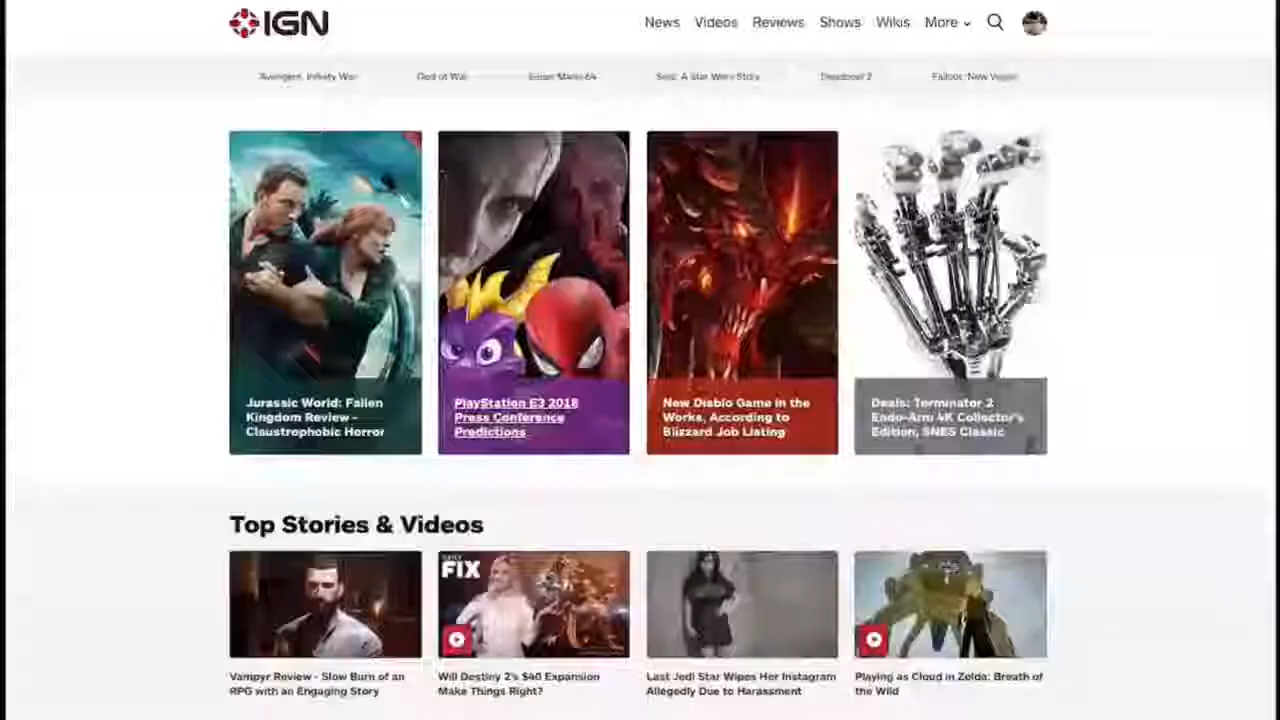 IGN
News Videos Reviews Shows Wikis More
Avengers: Infinity War God of War Super Mario 64 Solo: A Star Wars Story Deadpool 2 Fallout: New Vegas
Jurassic World: Fallen
Kingdom Review -
Claustrophobic Horror
PlayStation E3 2018
Press Conference
Predictions
New Diablo Game in the
Works, According to
Blizzard Job Listing
Deals: Terminator 2
Endo-Arm 4K Collector's
Edition, SNES Classic
Top Stories & Videos
DAILY
FIX
Vampyr Review - Slow Burn of an
RPG with an Engaging Story
Will Destiny 2's $40 Expansion
Make Things Right?
Last Jedi Star Wipes Her Instagram
Allegedly Due to Harassment
Playing as Cloud in Zelda: Breath of
the Wild